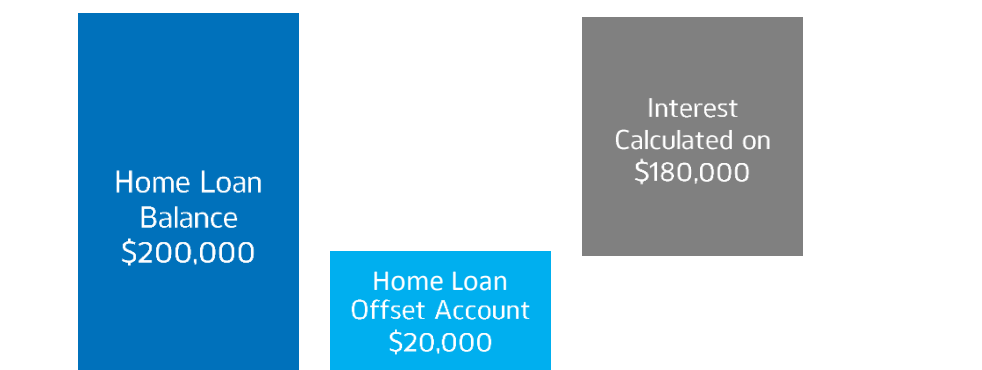 Home Loan
Balance
$200,000
Home Loan
Offset Account
$20,000
Interest
Calculated on
$180,000